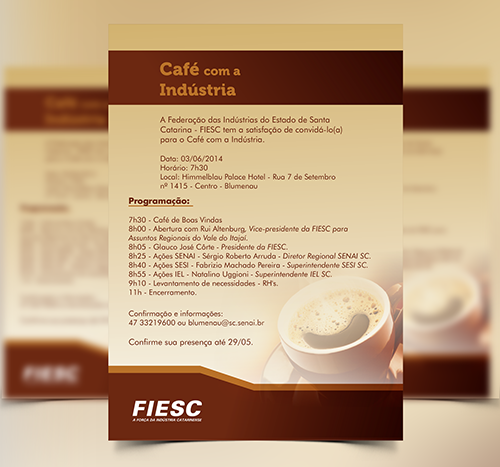 Café com a
Indústria
A Federação das Indústrias do Estado de Santa
Catarina - FIESC tem a satisfação de convidá-lo(a)
para o Café com a Indústrio.
Data: 03/06/2014
Horário: 7h30
Local: Himmelblau Palace Hotel - Rua 7 de Setembro
nº 1415 - Centro - Blumenau
Programação:
7h30 - Café de Boas Vindas
8h00 - Abertura com Rui Altenburg, Vice-presidente da FIESC para
Assuntos Regionais do Vale do Itajaí.
8h05 - Glauco José Côrte - Presidente da FIESC.
8h25 - Ações SENAI - Sérgio Roberto Arruda - Diretor Regional SENAI SC.
8h40 - Ações SESI - Fabrizio Machado Pereira - Superintendente SESI SC.
8h55 - Ações IEL - Natalino Uggioni - Superintendente IEL SC.
9h10 - Levantamento de necessidades - RH's.
11h - Encerramento.
Confirmação e informações:
47 33219600 ou blumenau@sc.senai.br
Confirme sua presença até 29/05.
FIESC
A FORÇA DA INDÚSTRIA CATARINENSE